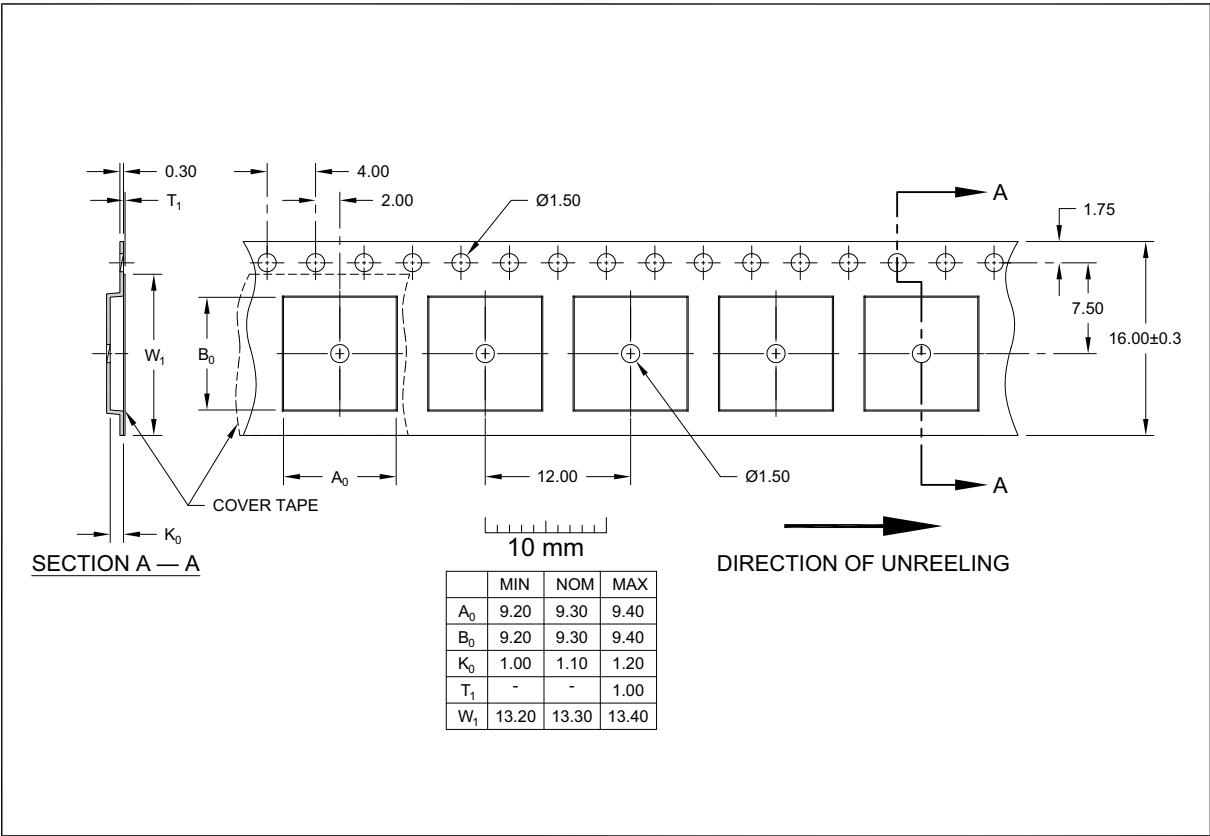 0.30
4.00
T₁
2.00
Ø1.50
A
1.75
7.50
16.00±0.3
W₁
B₀
A₀
12.00
Ø1.50
A
COVER TAPE
K₀
SECTION A — A
10 mm
DIRECTION OF UNREELING
MIN NOM MAX
A₀ 9.20 9.30 9.40
B₀ 9.20 9.30 9.40
K₀ 1.00 1.10 1.20
T₁ - - 1.00
W₁ 13.20 13.30 13.40